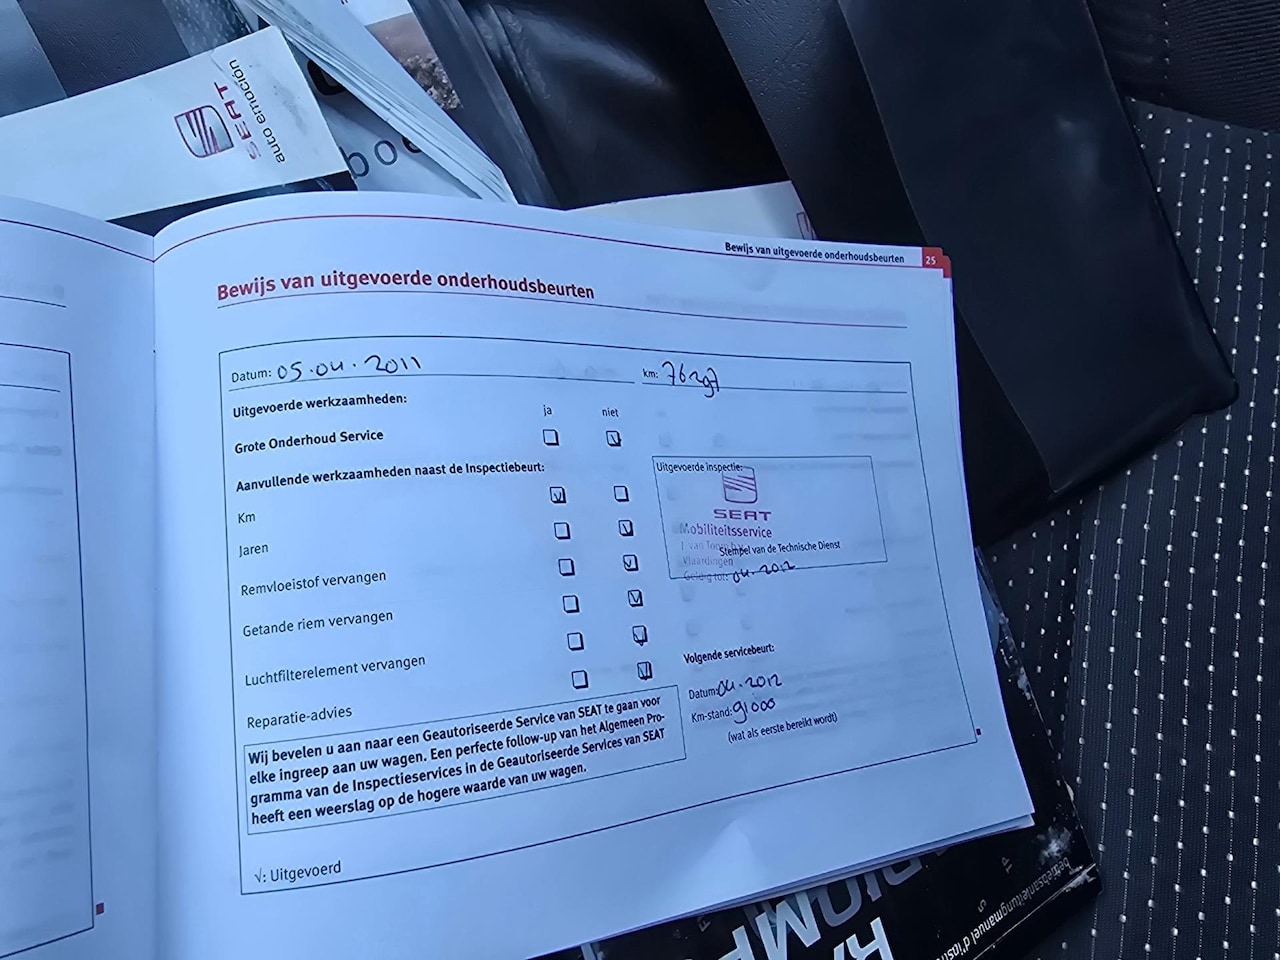 SEAT
auto emoción
boe
Bewijs van uitgevoerde onderhoudsbeurten 25
Bewijs van uitgevoerde onderhoudsbeurten
Datum: 05.04.2011 km: 76297
Uitgevoerde werkzaamheden: ja niet
Grote Onderhoud Service
Aanvullende werkzaamheden naast de Inspectiebeurt:
Km
Jaren
Remvloeistof vervangen
Getande riem vervangen
Luchtfilterelement vervangen
Reparatie-advies
Uitgevoerde inspectie:
SEAT
Mobiliteitsservice
Stempel van de Technische Dienst
Vlaardingen
Geldig tot: 04.2012
Volgende servicebeurt:
Datum: 04.2012
Km-stand: 91000
(wat als eerste bereikt wordt)
Wij bevelen u aan naar een Geautoriseerde Service van SEAT te gaan voor
elke ingreep aan uw wagen. Een perfecte follow-up van het Algemeen Pro-
gramma van de Inspectieservices in de Geautoriseerde Services van SEAT
heeft een weerslag op de hogere waarde van uw wagen.
√: Uitgevoerd